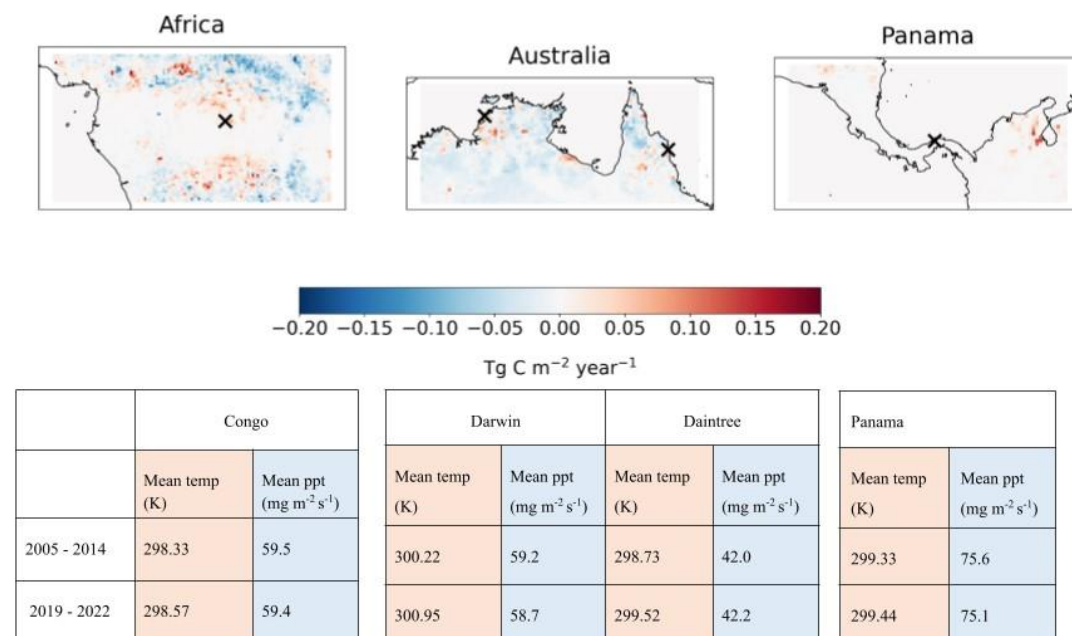 Africa
Australia
Panama
−0.20 −0.15 −0.10 −0.05 0.00 0.05 0.10 0.15 0.20
Tg C m⁻² year⁻¹
Congo
Mean temp (K) Mean ppt (mg m⁻² s⁻¹)
2005 - 2014 298.33 59.5
2019 - 2022 298.57 59.4
Darwin Daintree
Mean temp (K) Mean ppt (mg m⁻² s⁻¹) Mean temp (K) Mean ppt (mg m⁻² s⁻¹)
300.22 59.2 298.73 42.0
300.95 58.7 299.52 42.2
Panama
Mean temp (K) Mean ppt (mg m⁻² s⁻¹)
299.33 75.6
299.44 75.1